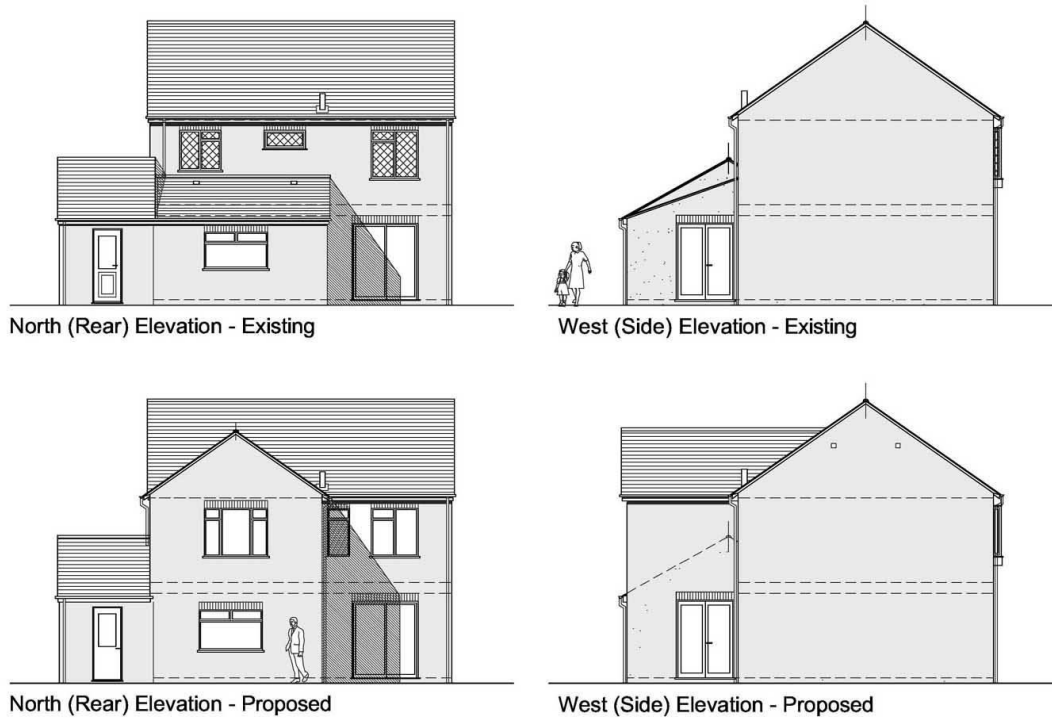 North (Rear) Elevation - Existing
West (Side) Elevation - Existing
North (Rear) Elevation - Proposed
West (Side) Elevation - Proposed